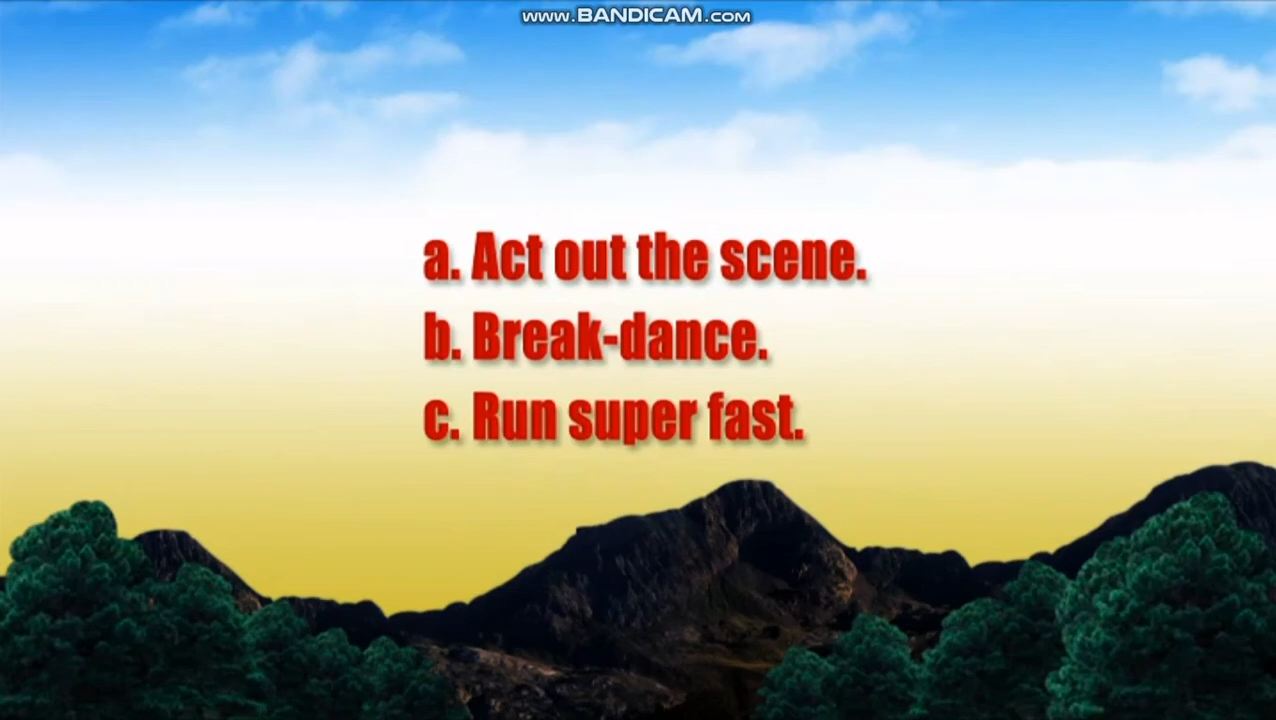 www.BANDICAM.com
a. Act out the scene.
b. Break-dance.
c. Run super fast.